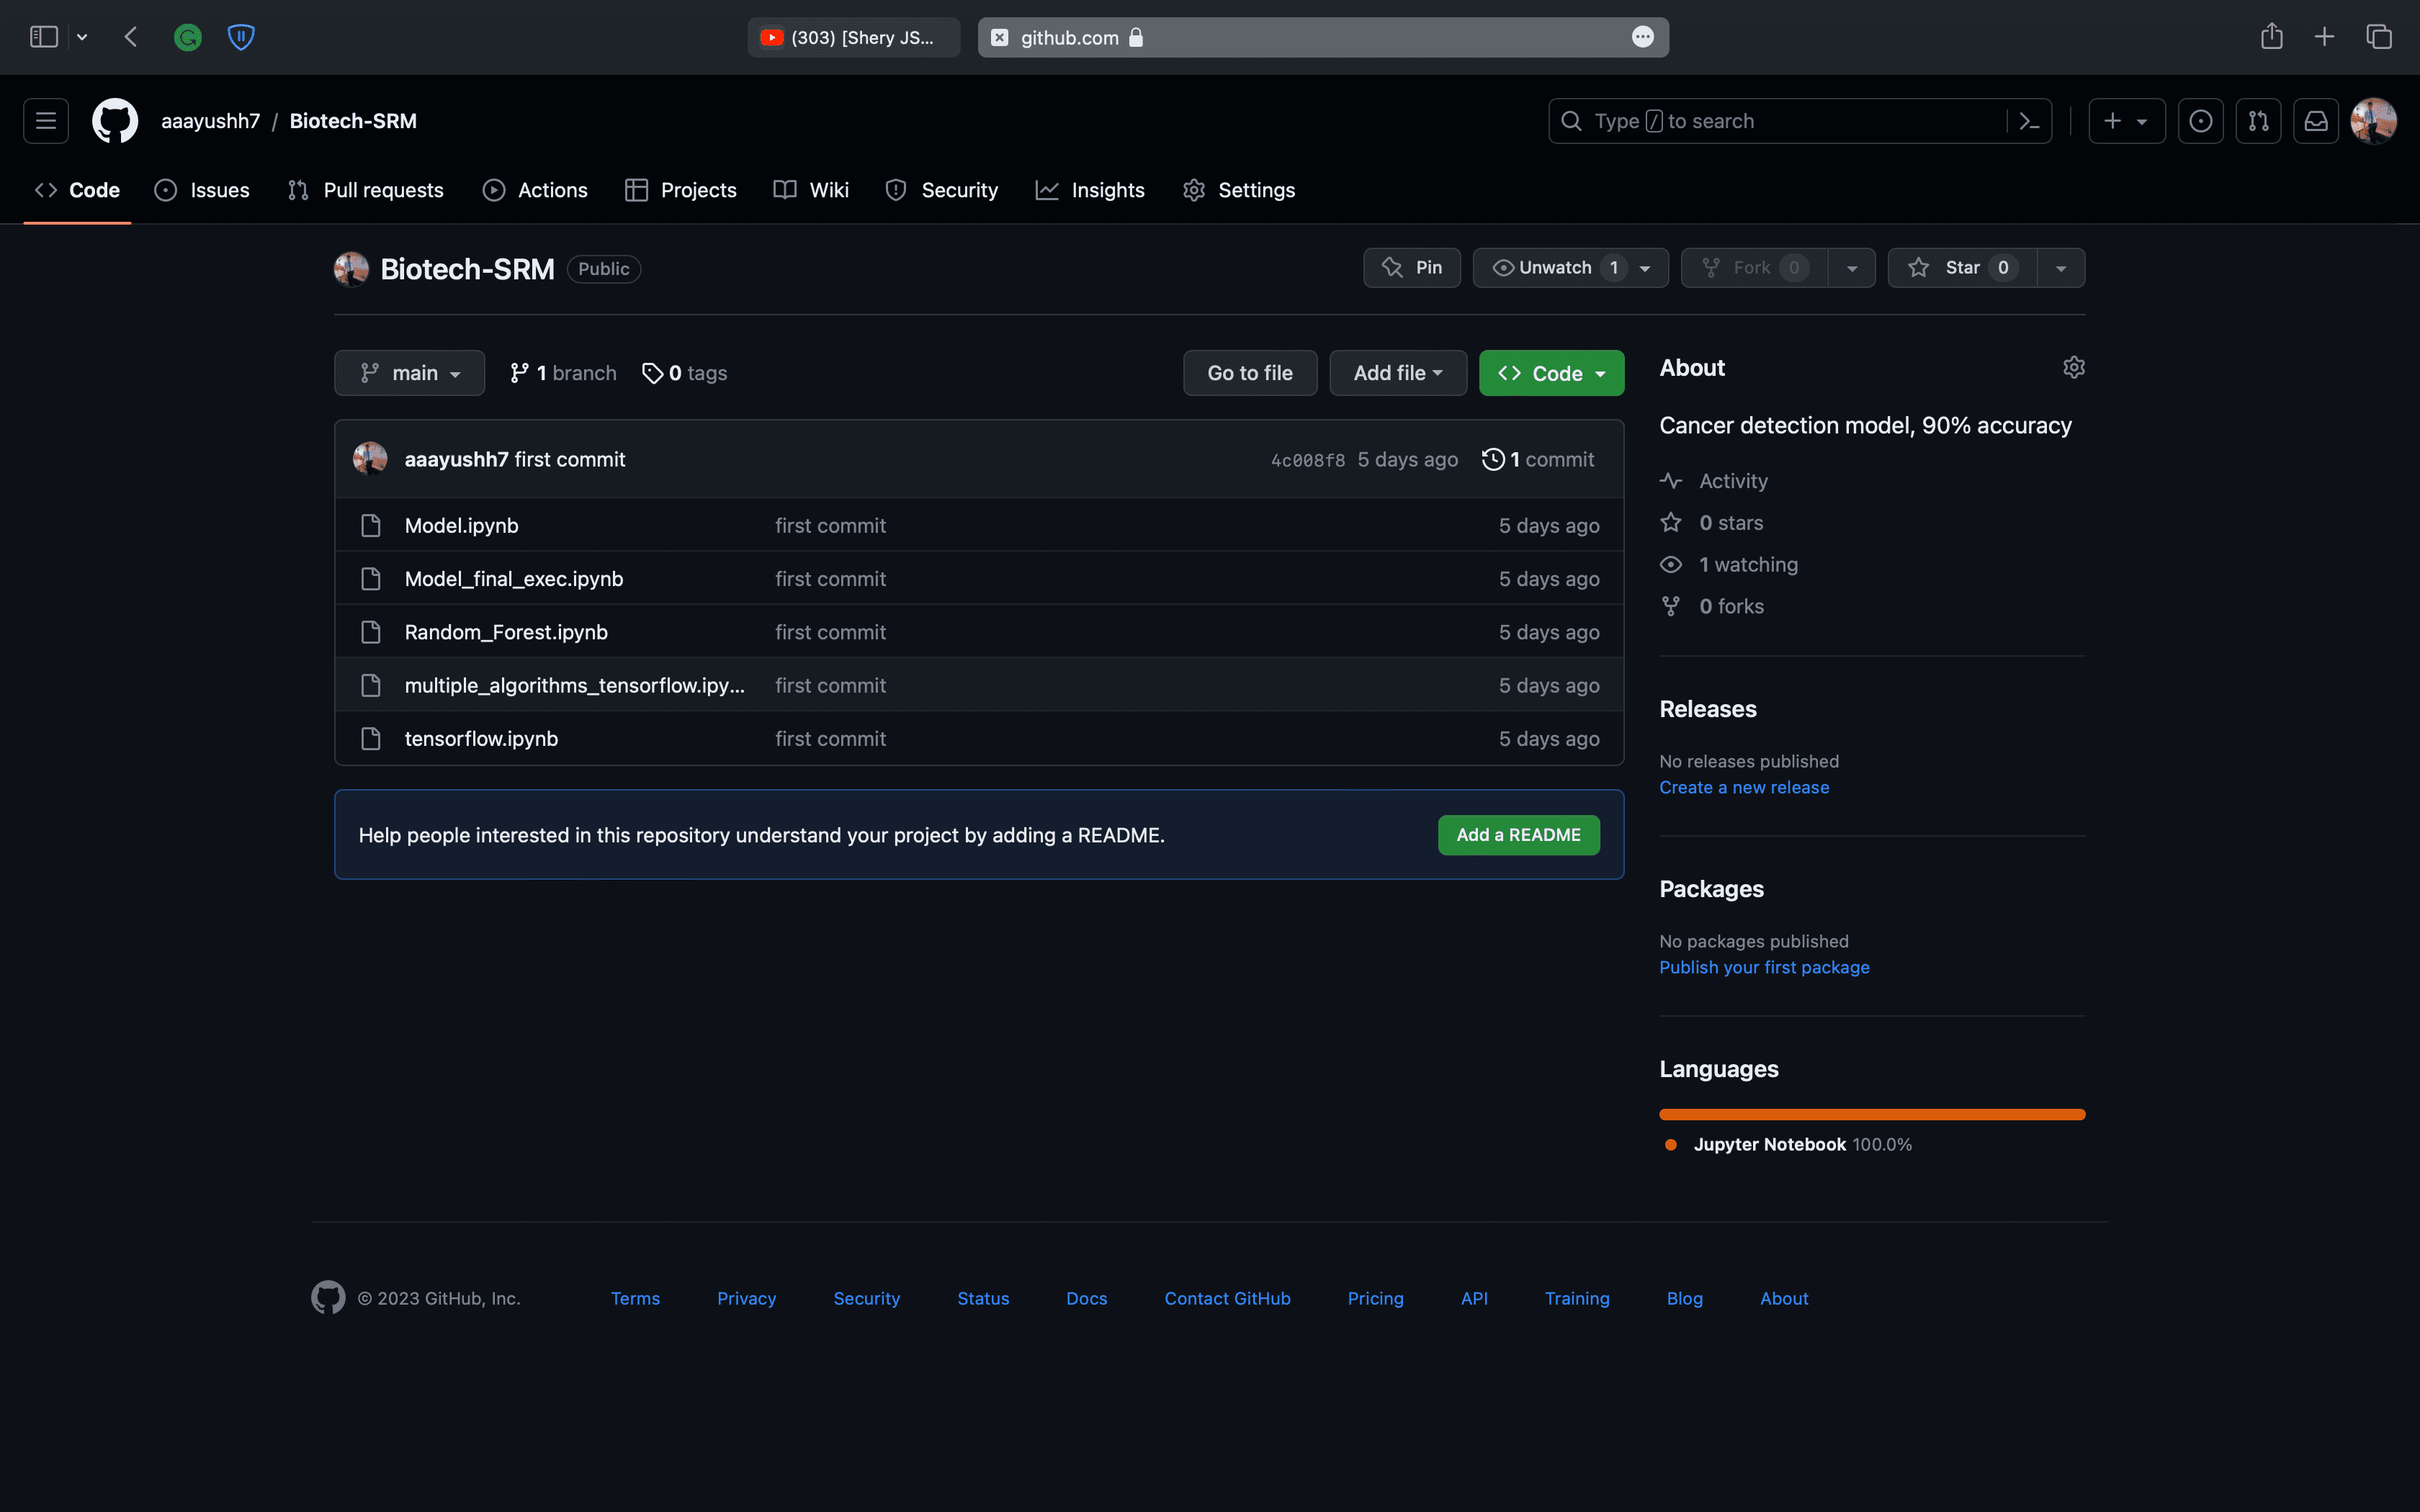 (303) [Shery JS...
github.com
aaayushh7 / Biotech-SRM
Type / to search
Code Issues Pull requests Actions Projects Wiki Security Insights Settings
Biotech-SRM Public
Pin Unwatch 1 Fork 0 Star 0
main 1 branch 0 tags
Go to file Add file Code
aaayushh7 first commit 4c008f8 5 days ago 1 commit
Model.ipynb first commit 5 days ago
Model_final_exec.ipynb first commit 5 days ago
Random_Forest.ipynb first commit 5 days ago
multiple_algorithms_tensorflow.ipy... first commit 5 days ago
tensorflow.ipynb first commit 5 days ago
Help people interested in this repository understand your project by adding a README. Add a README
About
Cancer detection model, 90% accuracy
Activity
0 stars
1 watching
0 forks
Releases
No releases published
Create a new release
Packages
No packages published
Publish your first package
Languages
Jupyter Notebook 100.0%
© 2023 GitHub, Inc. Terms Privacy Security Status Docs Contact GitHub Pricing API Training Blog About